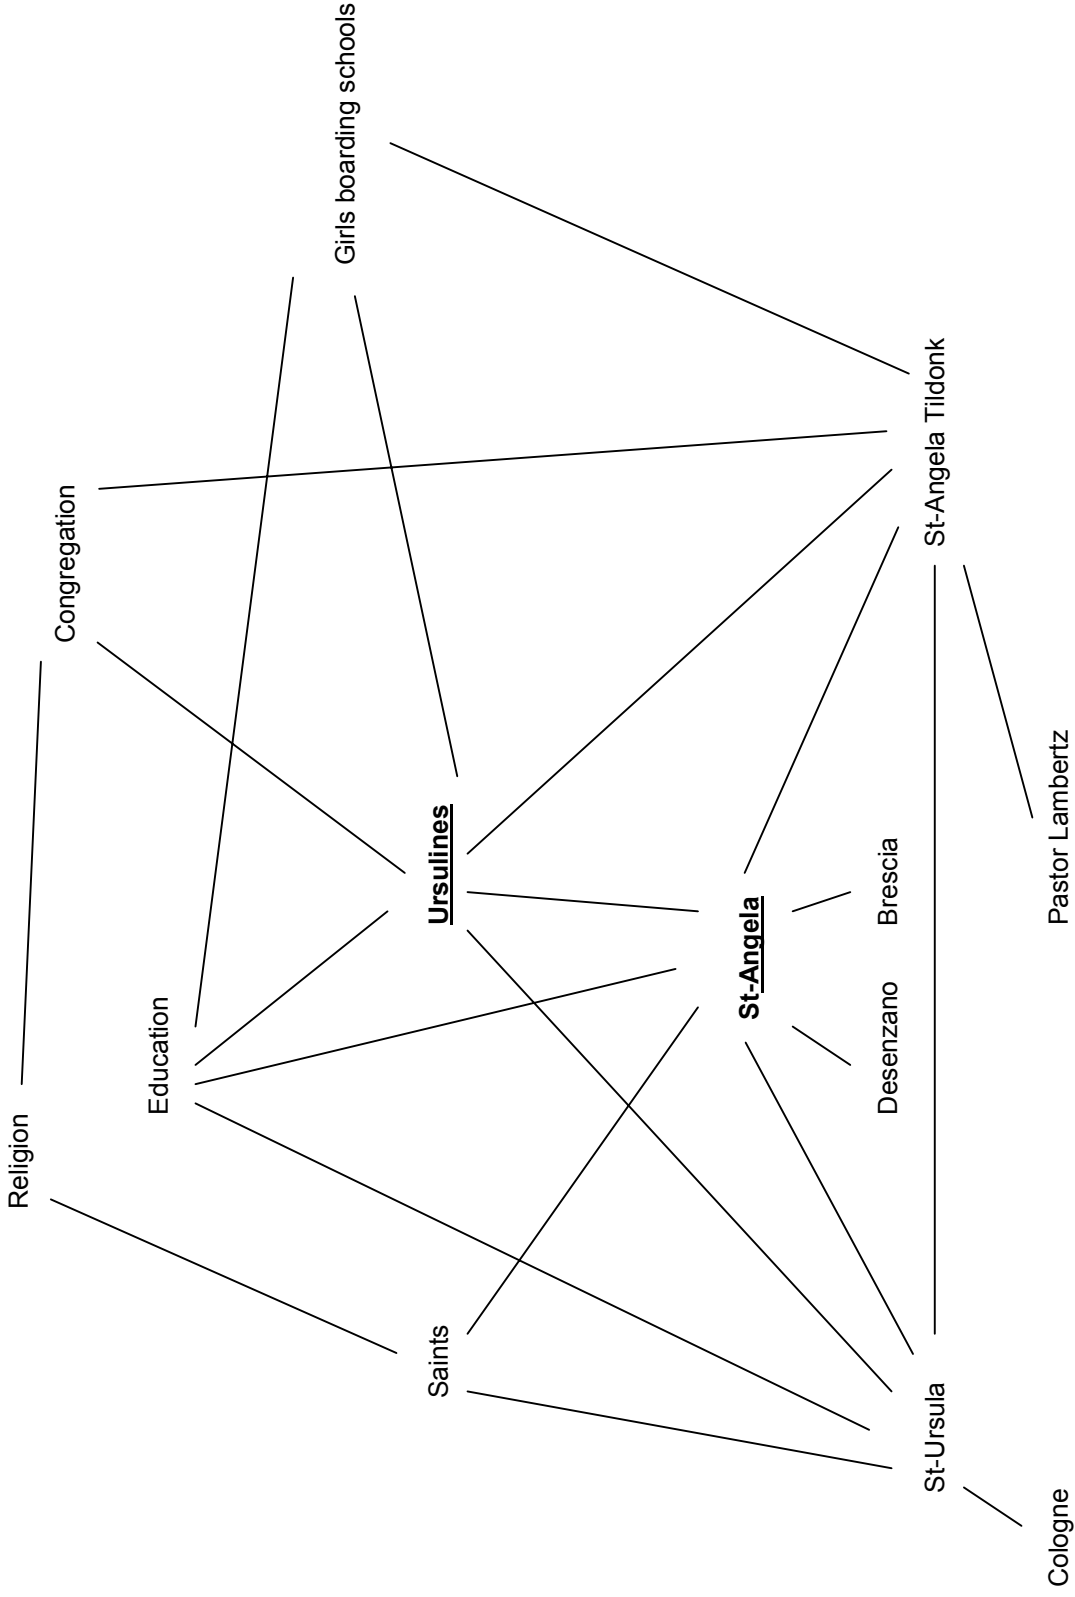 Religion
Congregation
Education
Girls boarding schools
Saints
Ursulines
St-Angela
Desenzano
Brescia
St-Ursula
St-Angela Tildonk
Cologne
Pastor Lambertz